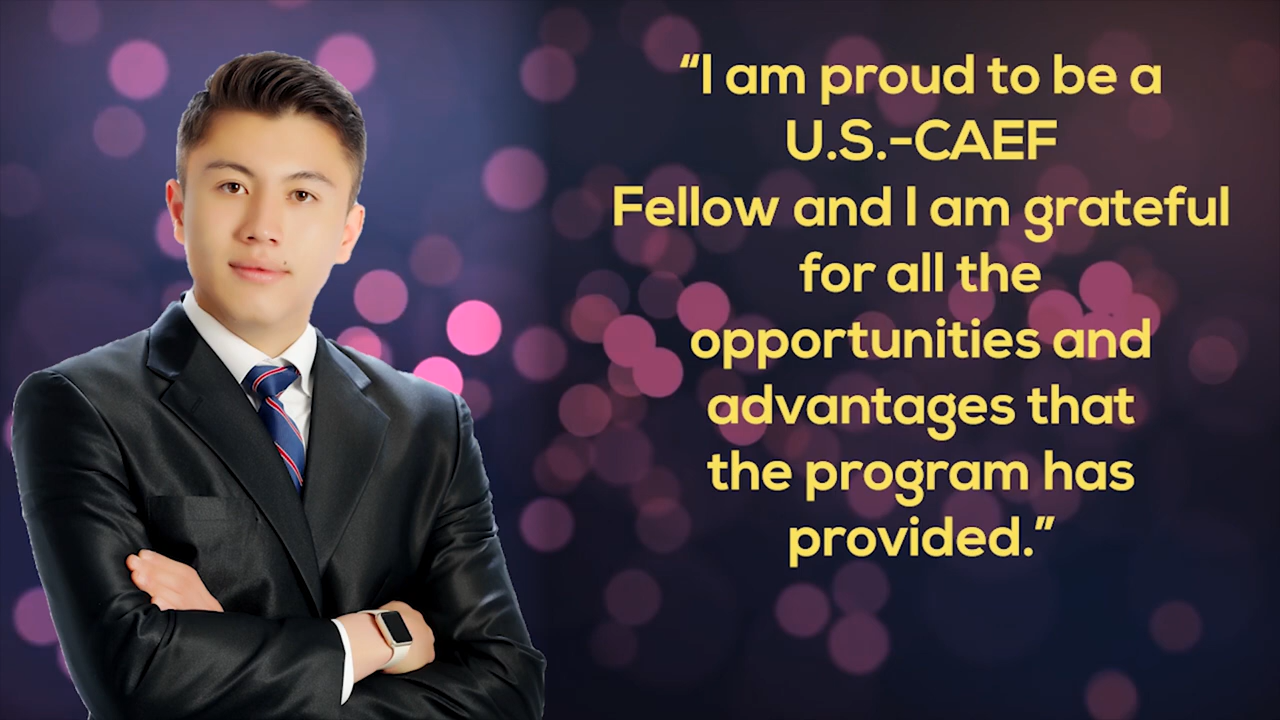 “I am proud to be a
U.S.-CAEF
Fellow and I am grateful
for all the
opportunities and
advantages that
the program has
provided.”